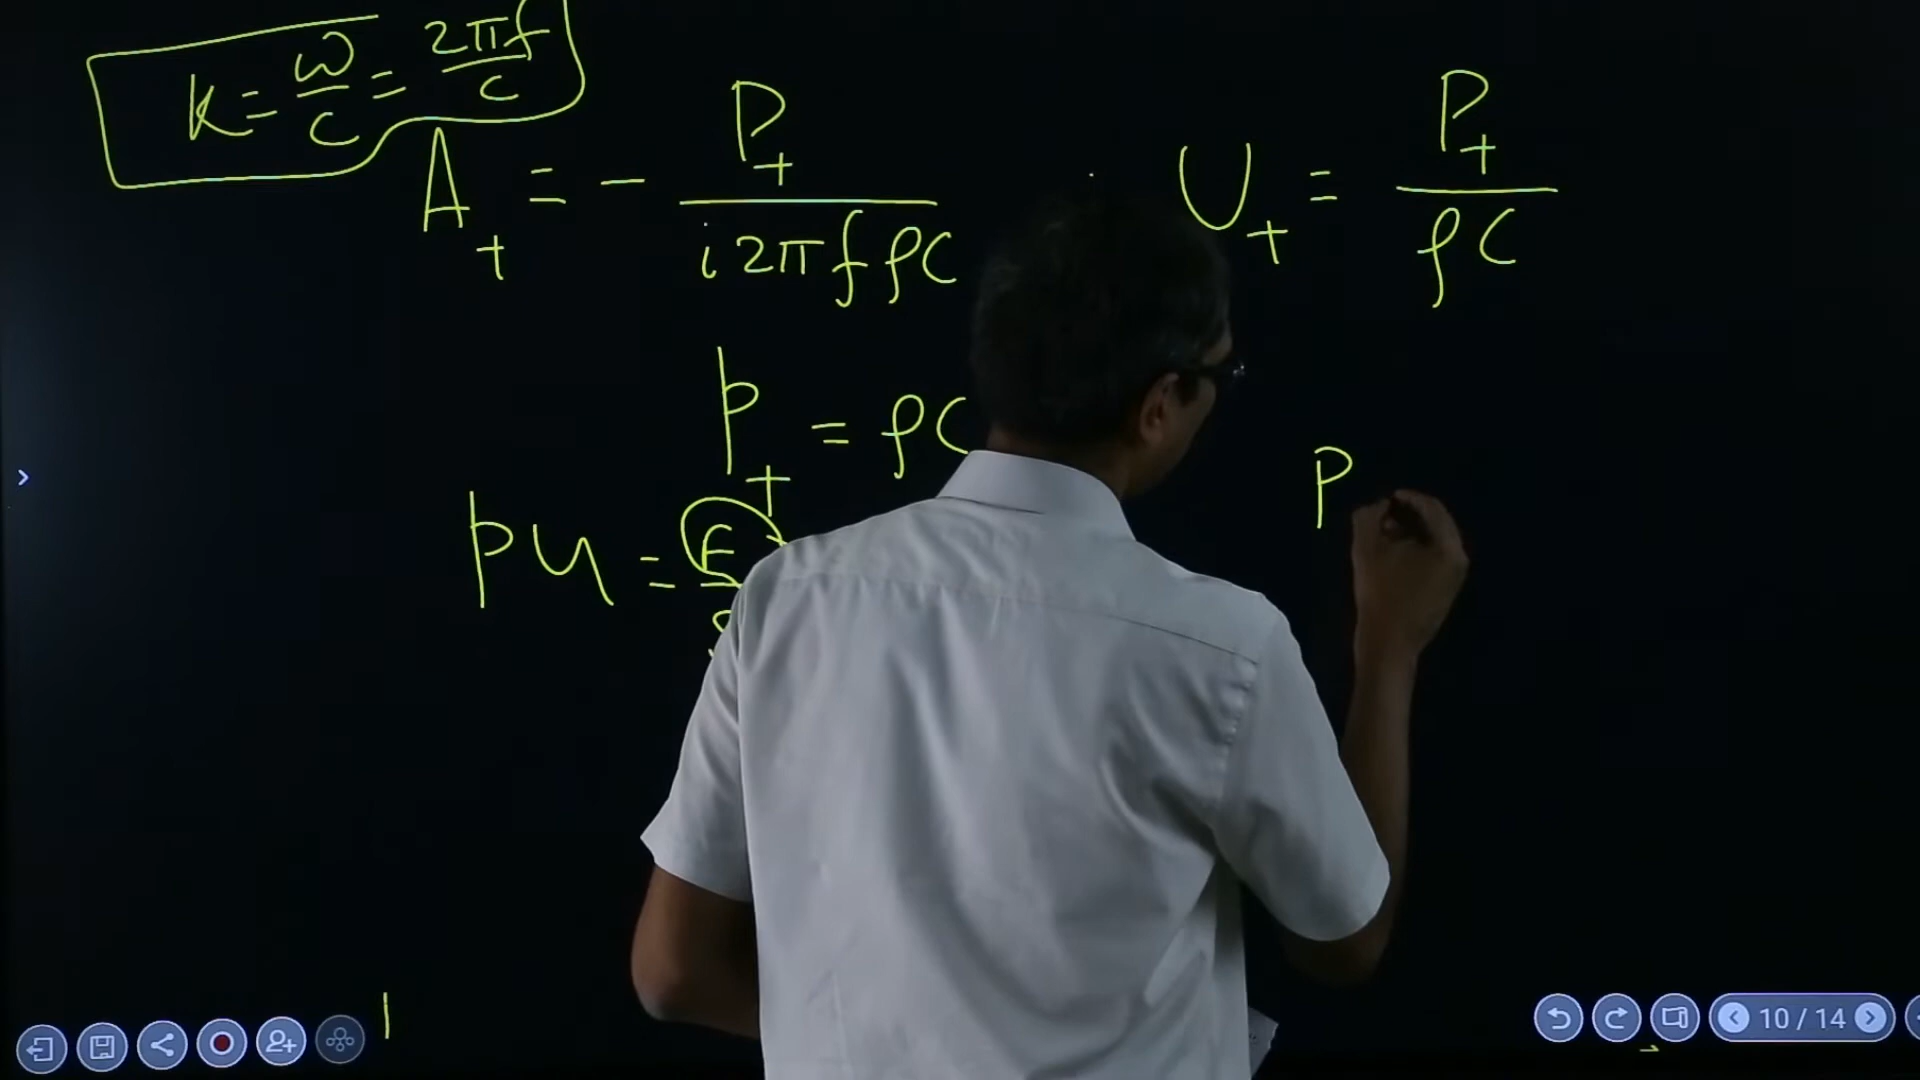 K = ω/c = 2πf/c
A₊ = - P₊/i2πfρC
U₊ = P₊/ρC
p₊ = ρC
P
pu = F
10 / 14